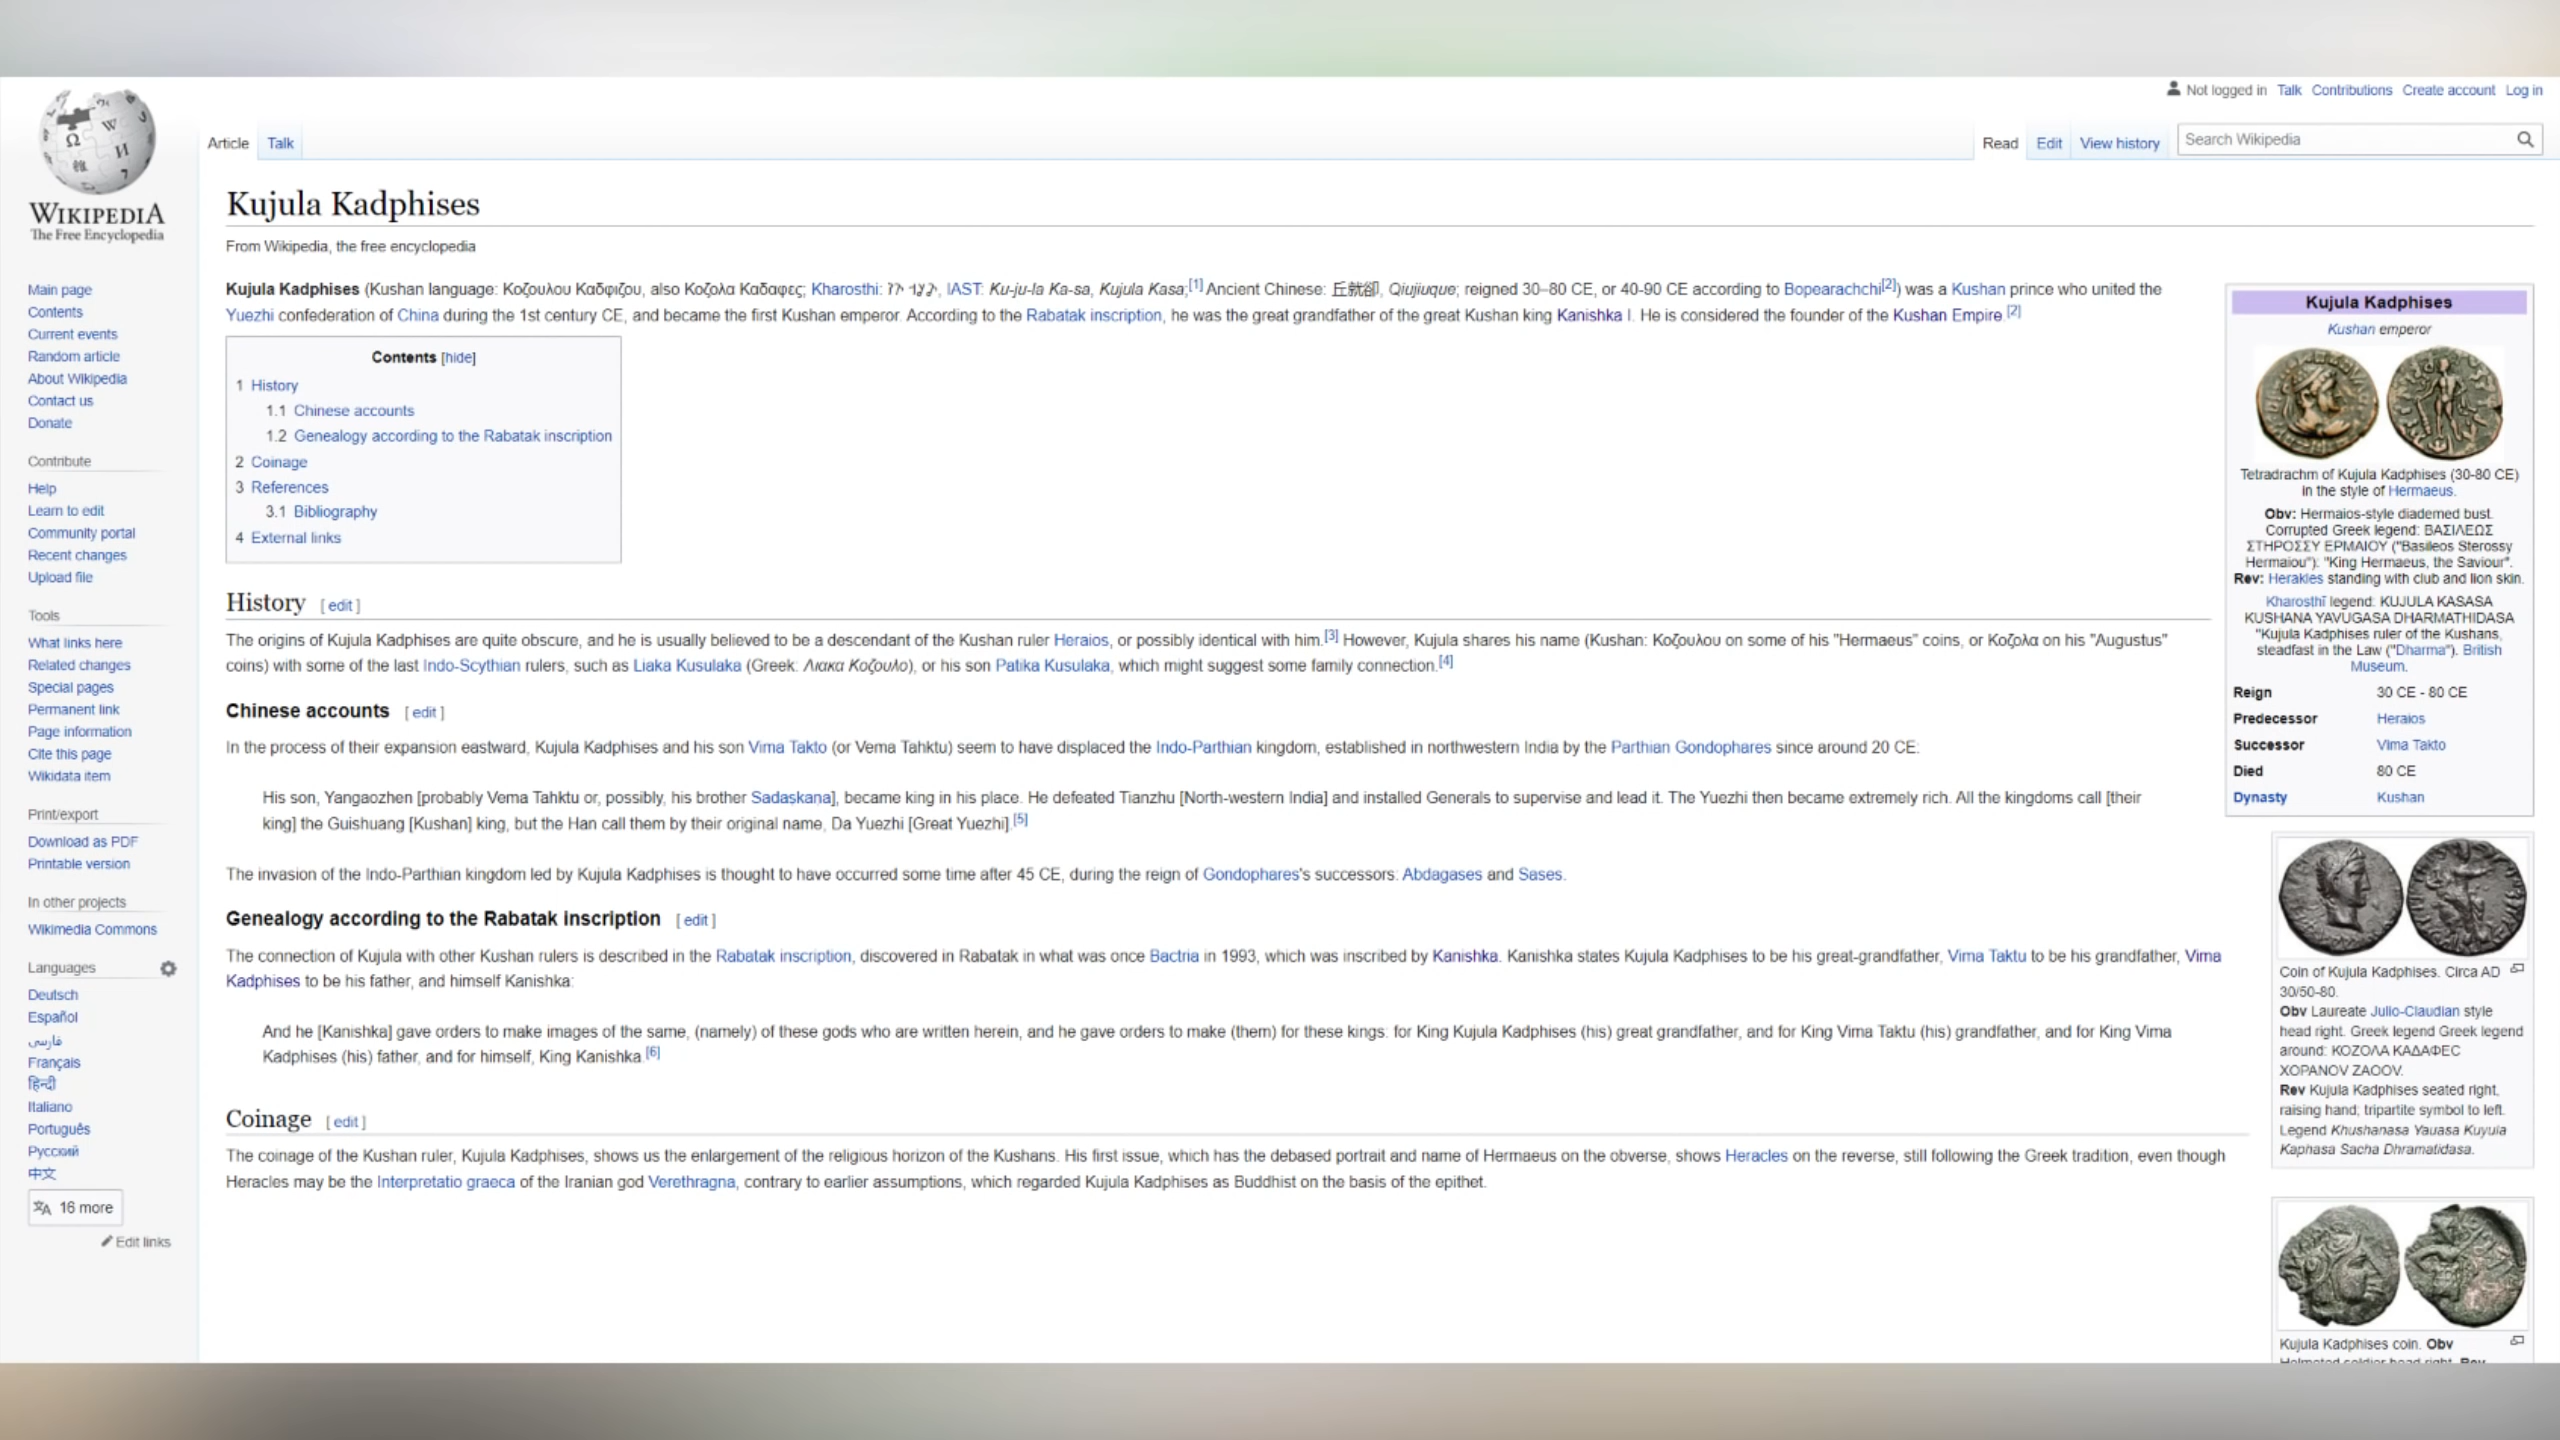 Not logged in Talk Contributions Create account Log in
Article Talk
Read Edit View history Search Wikipedia
WIKIPEDIA
The Free Encyclopedia
Main page
Contents
Current events
Random article
About Wikipedia
Contact us
Donate
Contribute
Help
Learn to edit
Community portal
Recent changes
Upload file
Tools
What links here
Related changes
Special pages
Permanent link
Page information
Cite this page
Wikidata item
Print/export
Download as PDF
Printable version
In other projects
Wikimedia Commons
Languages
Deutsch
Español
فارسی
Français
हिन्दी
Italiano
Português
Русский
中文
16 more
Edit links
Kujula Kadphises
From Wikipedia, the free encyclopedia
Kujula Kadphises (Kushan language: Κοζουλου Καδφιζου, also Κοζολα Καδαφες; Kharosthi: IAST: Ku-ju-la Ka-sa, Kujula Kasa;[1] Ancient Chinese: 丘就卻, Qiujiuque; reigned 30–80 CE, or 40-90 CE according to Bopearachchi[2]) was a Kushan prince who united the
Yuezhi confederation of China during the 1st century CE, and became the first Kushan emperor. According to the Rabatak inscription, he was the great grandfather of the great Kushan king Kanishka I. He is considered the founder of the Kushan Empire.[2]
Contents [hide]
1 History
1.1 Chinese accounts
1.2 Genealogy according to the Rabatak inscription
2 Coinage
3 References
3.1 Bibliography
4 External links
History [ edit ]
The origins of Kujula Kadphises are quite obscure, and he is usually believed to be a descendant of the Kushan ruler Heraios, or possibly identical with him.[3] However, Kujula shares his name (Kushan: Κοζουλου on some of his "Hermaeus" coins, or Κοζολα on his "Augustus"
coins) with some of the last Indo-Scythian rulers, such as Liaka Kusulaka (Greek: Λιακα Κοζουλο), or his son Patika Kusulaka, which might suggest some family connection.[4]
Chinese accounts [ edit ]
In the process of their expansion eastward, Kujula Kadphises and his son Vima Takto (or Vema Tahktu) seem to have displaced the Indo-Parthian kingdom, established in northwestern India by the Parthian Gondophares since around 20 CE:
His son, Yangaozhen [probably Vema Tahktu or, possibly, his brother Sadaṣkaṇa], became king in his place. He defeated Tianzhu [North-western India] and installed Generals to supervise and lead it. The Yuezhi then became extremely rich. All the kingdoms call [their
king] the Guishuang [Kushan] king, but the Han call them by their original name, Da Yuezhi [Great Yuezhi].[5]
The invasion of the Indo-Parthian kingdom led by Kujula Kadphises is thought to have occurred some time after 45 CE, during the reign of Gondophares's successors: Abdagases and Sases.
Genealogy according to the Rabatak inscription [ edit ]
The connection of Kujula with other Kushan rulers is described in the Rabatak inscription, discovered in Rabatak in what was once Bactria in 1993, which was inscribed by Kanishka. Kanishka states Kujula Kadphises to be his great-grandfather, Vima Taktu to be his grandfather, Vima
Kadphises to be his father, and himself Kanishka:
And he [Kanishka] gave orders to make images of the same, (namely) of these gods who are written herein, and he gave orders to make (them) for these kings: for King Kujula Kadphises (his) great grandfather, and for King Vima Taktu (his) grandfather, and for King Vima
Kadphises (his) father, and for himself, King Kanishka.[6]
Coinage [ edit ]
The coinage of the Kushan ruler, Kujula Kadphises, shows us the enlargement of the religious horizon of the Kushans. His first issue, which has the debased portrait and name of Hermaeus on the obverse, shows Heracles on the reverse, still following the Greek tradition, even though
Heracles may be the Interpretatio graeca of the Iranian god Verethragna, contrary to earlier assumptions, which regarded Kujula Kadphises as Buddhist on the basis of the epithet.
Kujula Kadphises
Kushan emperor
Tetradrachm of Kujula Kadphises (30-80 CE)
in the style of Hermaeus.
Obv: Hermaios-style diademed bust.
Corrupted Greek legend: ΒΑΣΙΛΕΩΣ
ΣΤΗΡΟΣΣΥ ΕΡΜΑΙΟΥ ("Basileos Sterossy
Hermaiou"): "King Hermaeus, the Saviour".
Rev: Herakles standing with club and lion skin.
Kharosthī legend: KUJULA KASASA
KUSHANA YAVUGASA DHARMATHIDASA
"Kujula Kadphises ruler of the Kushans,
steadfast in the Law ("Dharma"). British
Museum.
Reign 30 CE - 80 CE
Predecessor Heraios
Successor Vima Takto
Died 80 CE
Dynasty Kushan
Coin of Kujula Kadphises. Circa AD
30/50-80.
Obv Laureate Julio-Claudian style
head right. Greek legend Greek legend
around: ΚΟΖΟΛΑ ΚΑΔΑΦΕC
ΧΟΡΑΝΟV ΖΑΟΟV.
Rev Kujula Kadphises seated right,
raising hand; tripartite symbol to left.
Legend Khushanasa Yauasa Kuyula
Kaphasa Sacha Dhramatidasa.
Kujula Kadphises coin. Obv